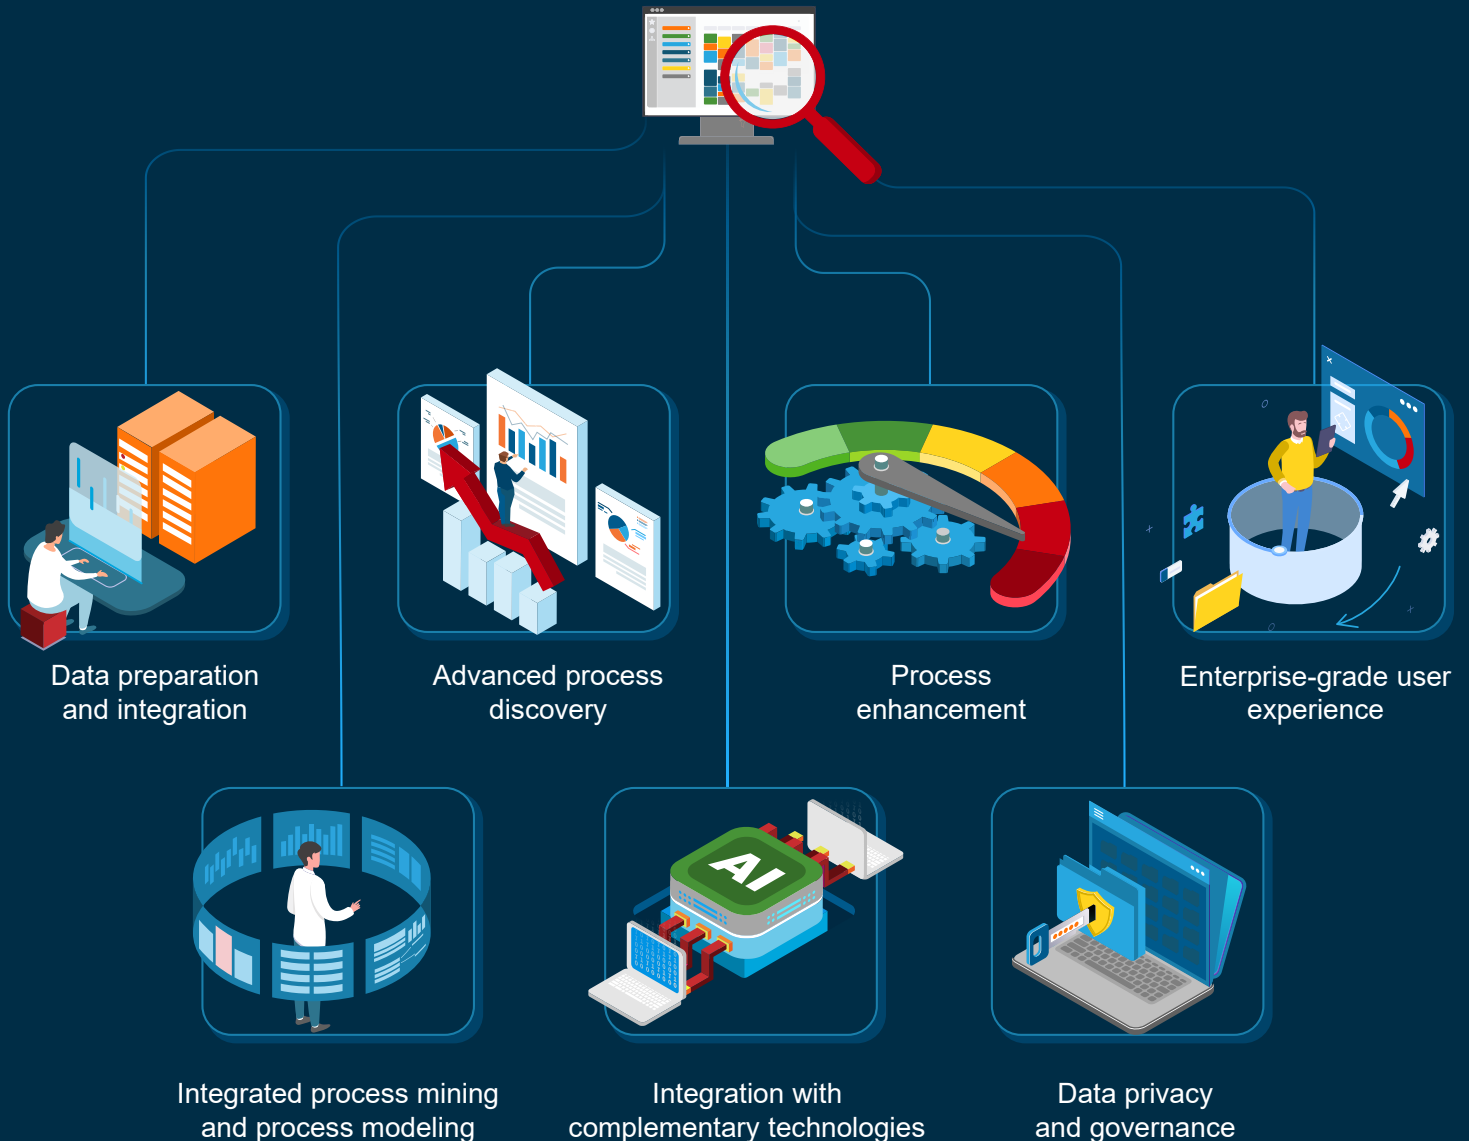 Data preparation
and integration
Advanced process
discovery
Process
enhancement
Enterprise-grade user
experience
AI
Integrated process mining
and process modeling
Integration with
complementary technologies
Data privacy
and governance